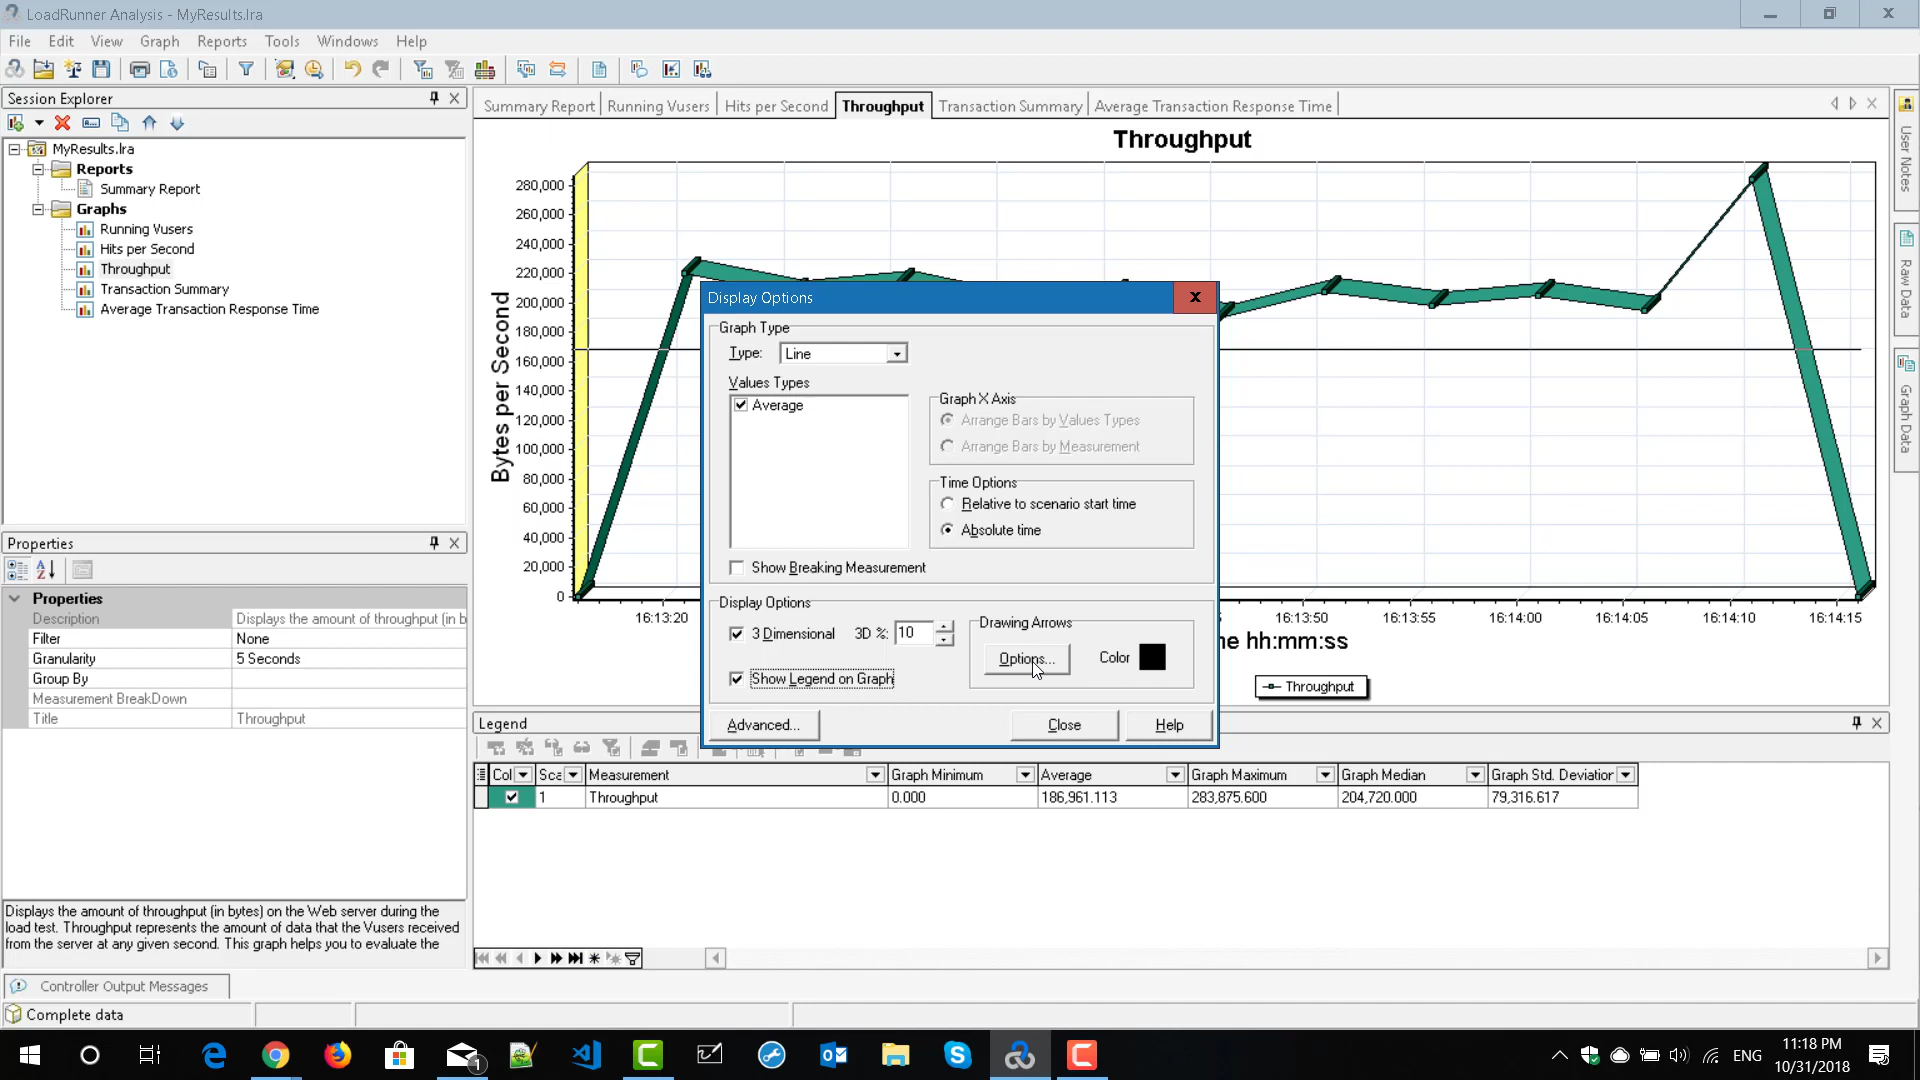 LoadRunner Analysis - MyResults.lra
File Edit View Graph Reports Tools Windows Help
Session Explorer
Summary Report Running Vusers Hits per Second Throughput Transaction Summary Average Transaction Response Time
MyResults.lra
Reports
Summary Report
Graphs
Running Vusers
Hits per Second
Throughput
Transaction Summary
Average Transaction Response Time
Properties
Properties
Description Displays the amount of throughput (in b
Filter None
Granularity 5 Seconds
Group By
Measurement BreakDown
Title Throughput
Displays the amount of throughput (in bytes) on the Web server during the
load test. Throughput represents the amount of data that the Vusers received
from the server at any given second. This graph helps you to evaluate the
Throughput
Bytes per Second
280,000
260,000
240,000
220,000
200,000
180,000
160,000
140,000
120,000
100,000
80,000
60,000
40,000
20,000
0
16:13:20 16:13:50 16:13:55 16:14:00 16:14:05 16:14:10 16:14:15
ne hh:mm:ss
Throughput
Display Options
Graph Type
Type: Line
Values Types
Average
Graph X Axis
Arrange Bars by Values Types
Arrange Bars by Measurement
Time Options
Relative to scenario start time
Absolute time
Show Breaking Measurement
Display Options
3 Dimensional 3D %: 10
Show Legend on Graph
Drawing Arrows
Options... Color
Advanced... Close Help
Legend
Col Sca Measurement Graph Minimum Average Graph Maximum Graph Median Graph Std. Deviation
1 Throughput 0.000 186,961.113 283,875.600 204,720.000 79,316.617
User Notes
Raw Data
Graph Data
Controller Output Messages
Complete data
1
ENG
11:18 PM
10/31/2018